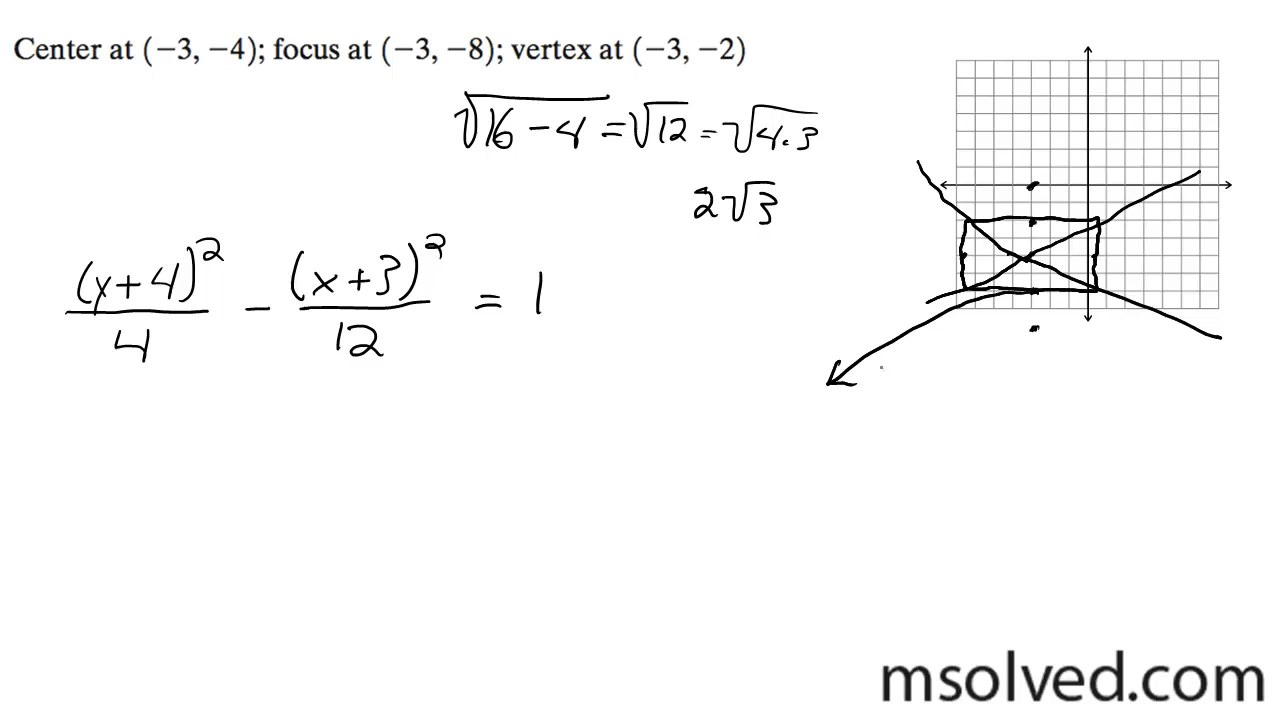 Center at (−3, −4); focus at (−3, −8); vertex at (−3, −2)
√16 − 4 = √12 = √4·3
2√3
(y+4)²/4 − (x+3)²/12 = 1
msolved.com